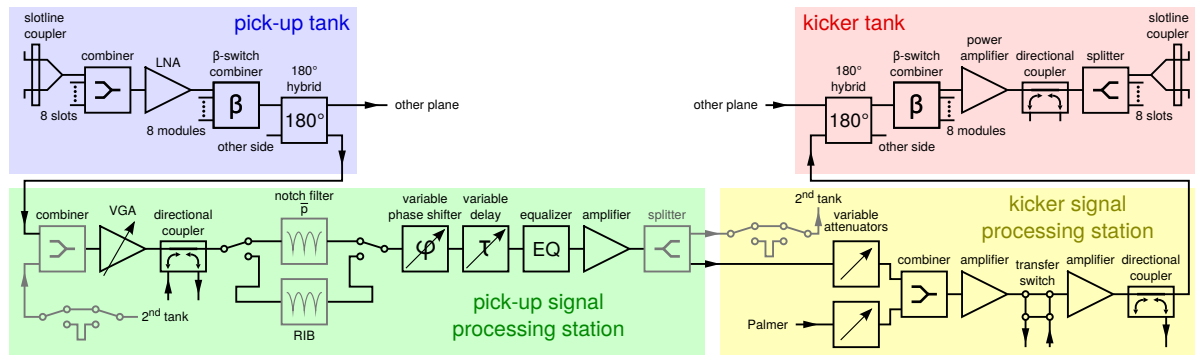 pick-up tank
slotline
coupler
combiner
LNA
β-switch
combiner
180°
hybrid
β
180°
8 slots
8 modules
other side
other plane
kicker tank
other plane
180°
hybrid
β-switch
combiner
power
amplifier
directional
coupler
splitter
slotline
coupler
180°
β
8 modules
8 slots
other side
combiner
VGA
directional
coupler
notch filter
p̅
variable
phase shifter
variable
delay
equalizer
amplifier
splitter
φ
τ
EQ
2nd tank
RIB
pick-up signal
processing station
2nd tank
variable
attenuators
kicker signal
processing station
combiner
amplifier
transfer
switch
amplifier
directional
coupler
Palmer